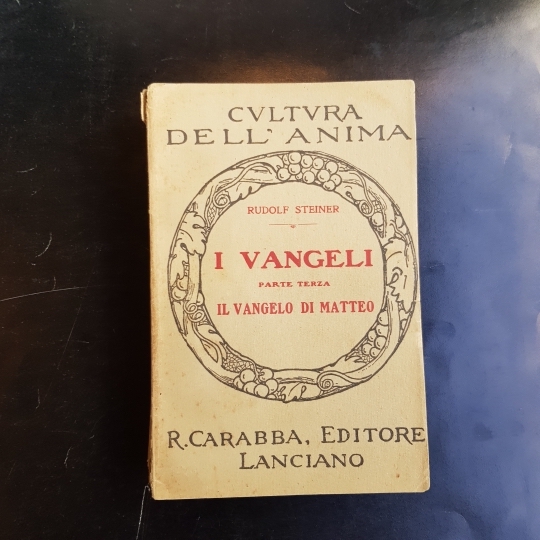 CVLTVRA
DELL'ANIMA
RUDOLF STEINER
I VANGELI
PARTE TERZA
IL VANGELO DI MATTEO
R. CARABBA, EDITORE
LANCIANO